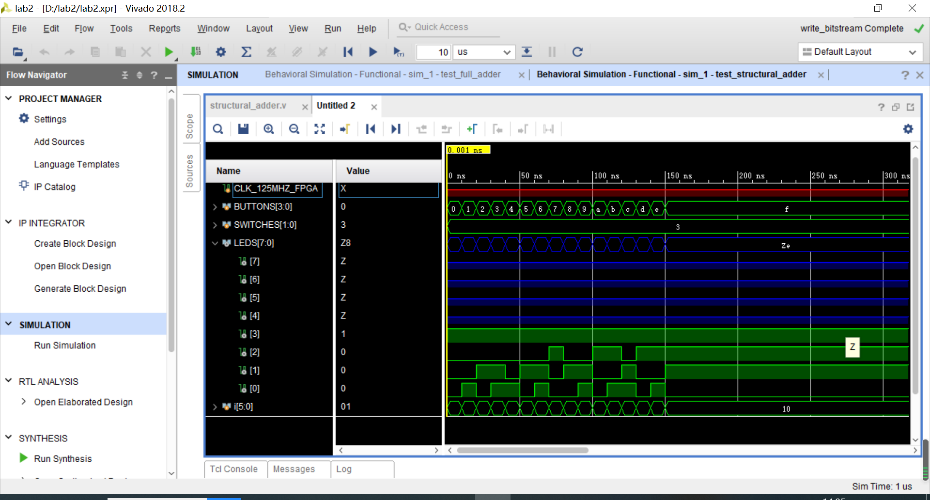 lab2 - [D:/lab2/lab2.xpr] - Vivado 2018.2
File Edit Flow Tools Reports Window Layout View Run Help Quick Access write_bitstream Complete
10 us Default Layout
Flow Navigator
SIMULATION Behavioral Simulation - Functional - sim_1 - test_full_adder Behavioral Simulation - Functional - sim_1 - test_structural_adder
PROJECT MANAGER
Settings
Add Sources
Language Templates
IP Catalog
IP INTEGRATOR
Create Block Design
Open Block Design
Generate Block Design
SIMULATION
Run Simulation
RTL ANALYSIS
Open Elaborated Design
SYNTHESIS
Run Synthesis
Scope
Sources
structural_adder.v Untitled 2
0.001 ns
Name Value 0 ns 50 ns 100 ns 150 ns 200 ns 250 ns 300 ns
CLK_125MHZ_FPGA X
BUTTONS[3:0] 0 0 1 2 3 4 5 6 7 8 9 a b c d e f
SWITCHES[1:0] 3 3
LEDS[7:0] Z8 Ze
[7] Z
[6] Z
[5] Z
[4] Z
[3] 1
[2] 0 Z
[1] 0
[0] 0
i[5:0] 01 10
Tcl Console Messages Log
Sim Time: 1 us